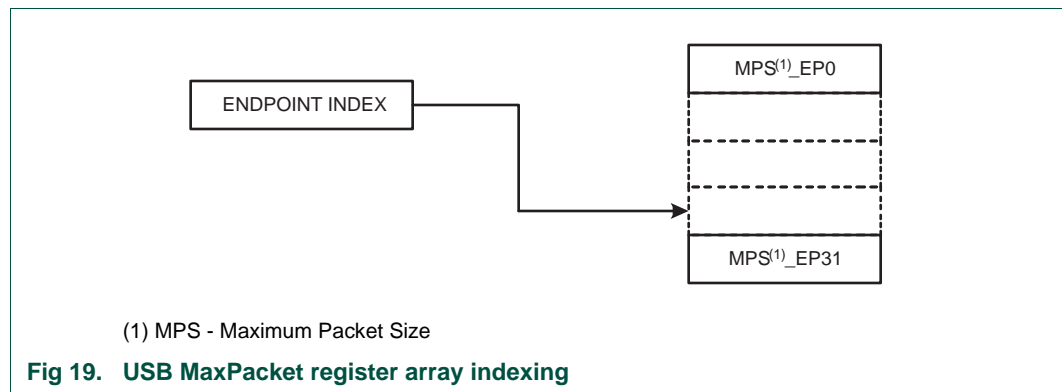 MPS(1)_EP0
ENDPOINT INDEX
MPS(1)_EP31
(1) MPS - Maximum Packet Size
Fig 19. USB MaxPacket register array indexing